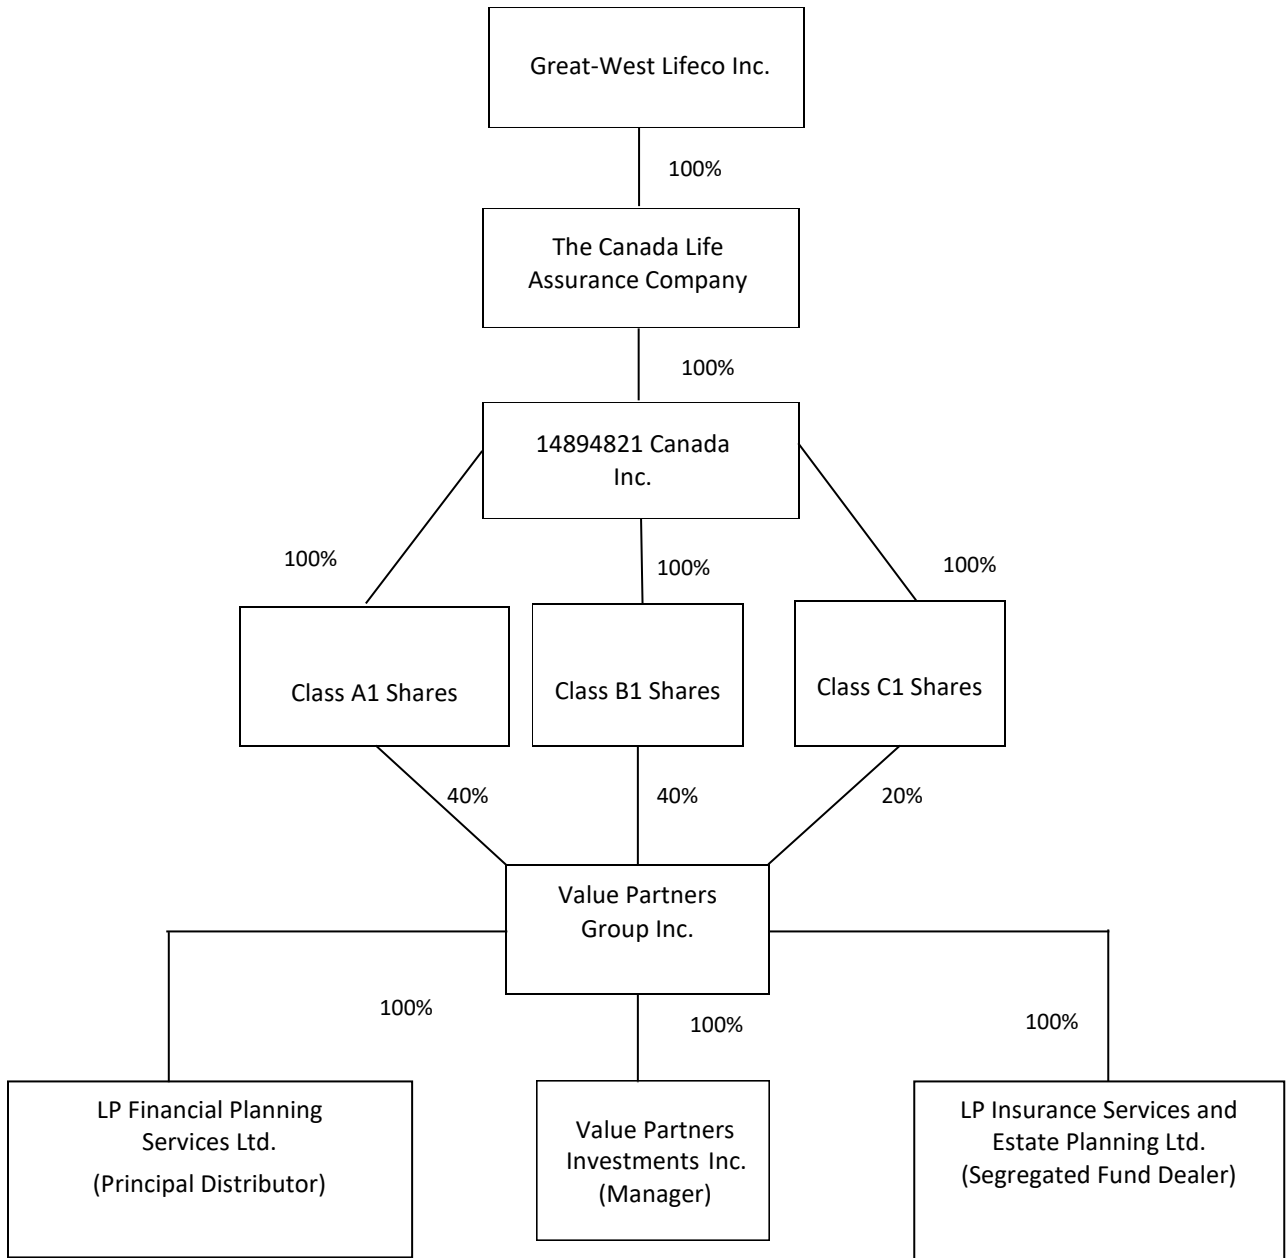 Great-West Lifeco Inc.
100%
The Canada Life
Assurance Company
100%
14894821 Canada
Inc.
100%
100%
100%
Class A1 Shares
Class B1 Shares
Class C1 Shares
40%
40%
20%
Value Partners
Group Inc.
100%
100%
100%
LP Financial Planning
Services Ltd.
(Principal Distributor)
Value Partners
Investments Inc.
(Manager)
LP Insurance Services and
Estate Planning Ltd.
(Segregated Fund Dealer)